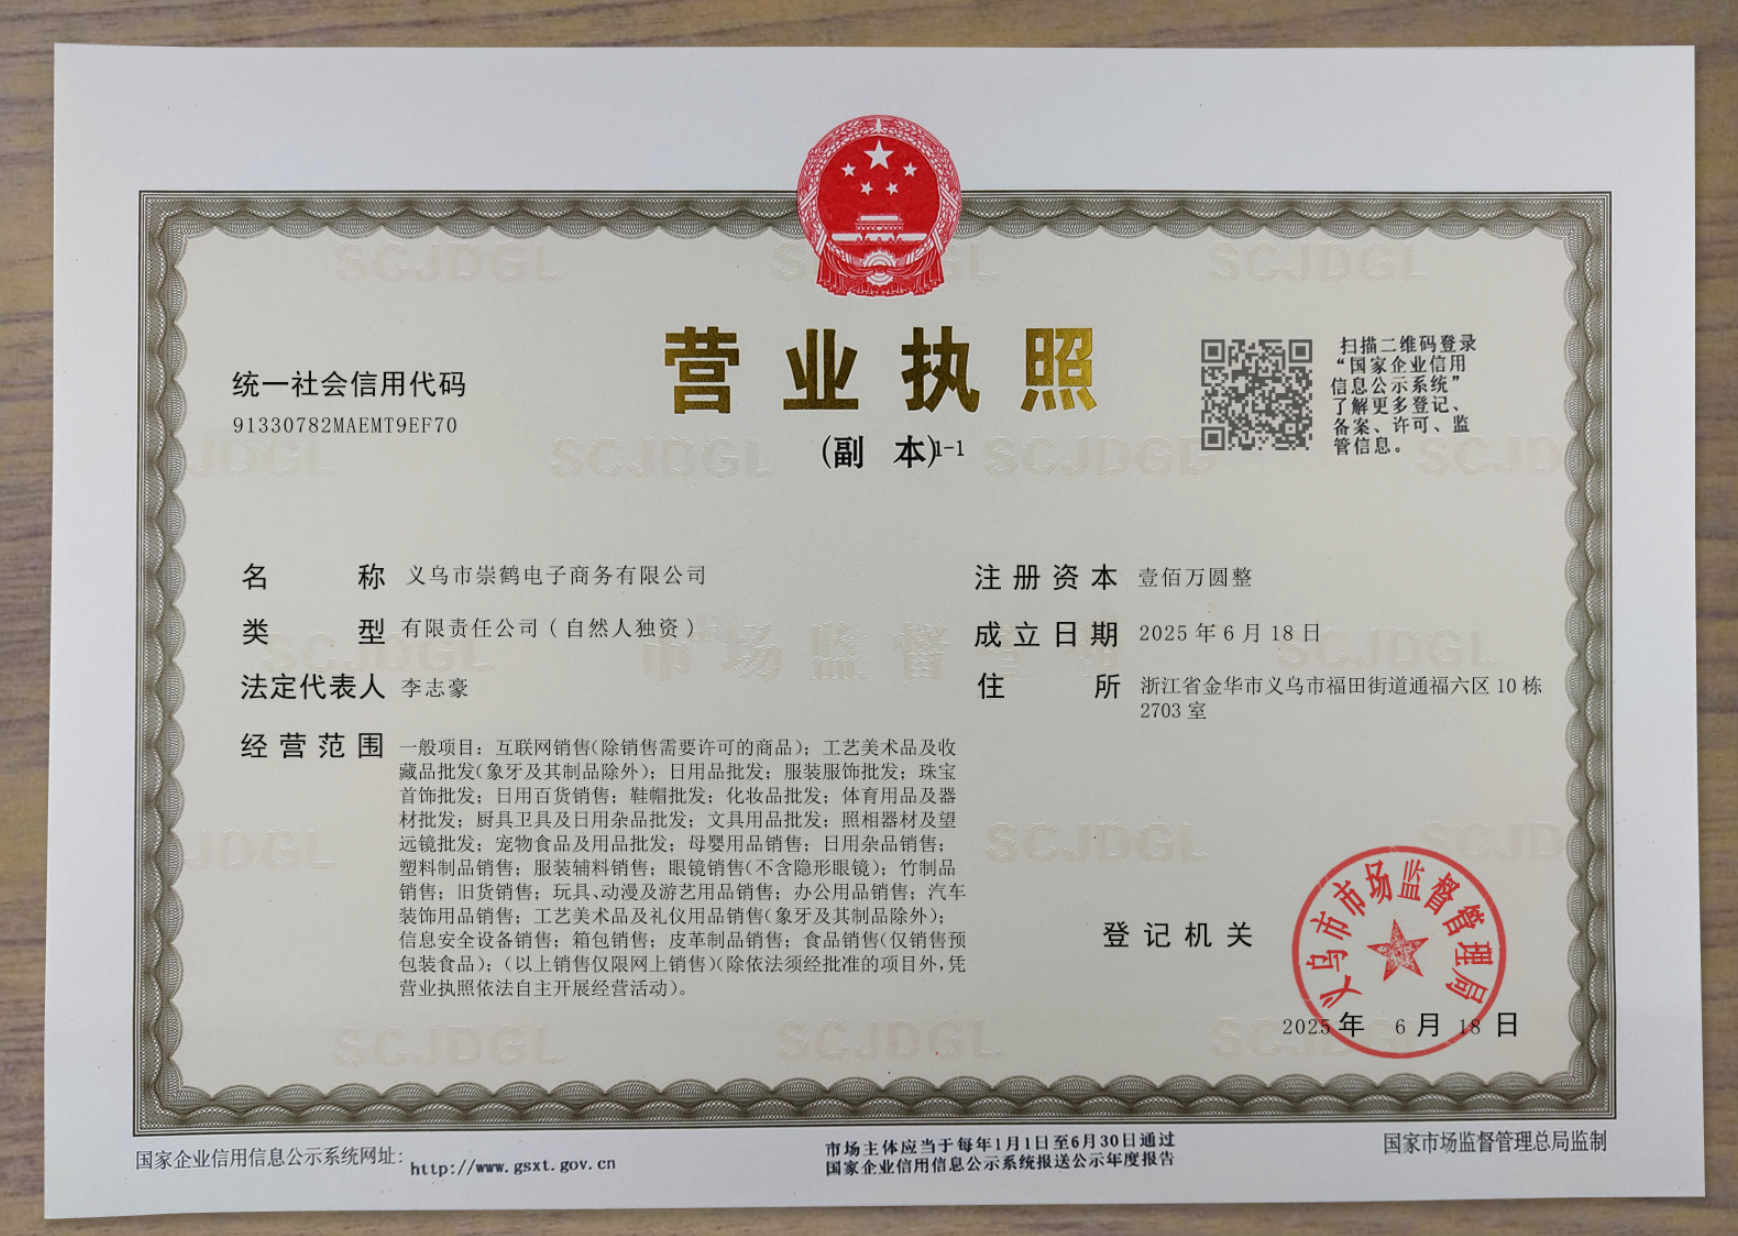 营业执照
(副 本)1-1
统一社会信用代码
91330782MAEMT9EF70
扫描二维码登录
“国家企业信用
信息公示系统”
了解更多登记、
备案、许可、监
管信息。
名 称 义乌市崇鹤电子商务有限公司
类 型 有限责任公司（自然人独资）
法定代表人 李志豪
经营范围 一般项目：互联网销售(除销售需要许可的商品)；工艺美术品及收
藏品批发(象牙及其制品除外)；日用品批发；服装服饰批发；珠宝
首饰批发；日用百货销售；鞋帽批发；化妆品批发；体育用品及器
材批发；厨具卫具及日用杂品批发；文具用品批发；照相器材及望
远镜批发；宠物食品及用品批发；母婴用品销售；日用杂品销售；
塑料制品销售；服装辅料销售；眼镜销售(不含隐形眼镜)；竹制品
销售；旧货销售；玩具、动漫及游艺用品销售；办公用品销售；汽车
装饰用品销售；工艺美术品及礼仪用品销售(象牙及其制品除外)；
信息安全设备销售；箱包销售；皮革制品销售；食品销售(仅销售预
包装食品)；(以上销售仅限网上销售)(除依法须经批准的项目外,凭
营业执照依法自主开展经营活动)。
注册资本 壹佰万圆整
成立日期 2025 年 6 月 18 日
住 所 浙江省金华市义乌市福田街道通福六区 10 栋
2703 室
登记机关
义乌市市场监督管理局
2025 年 6 月 18 日
国家企业信用信息公示系统网址：http://www.gsxt.gov.cn
市场主体应当于每年1月1日至6月30日通过
国家企业信用信息公示系统报送公示年度报告
国家市场监督管理总局监制